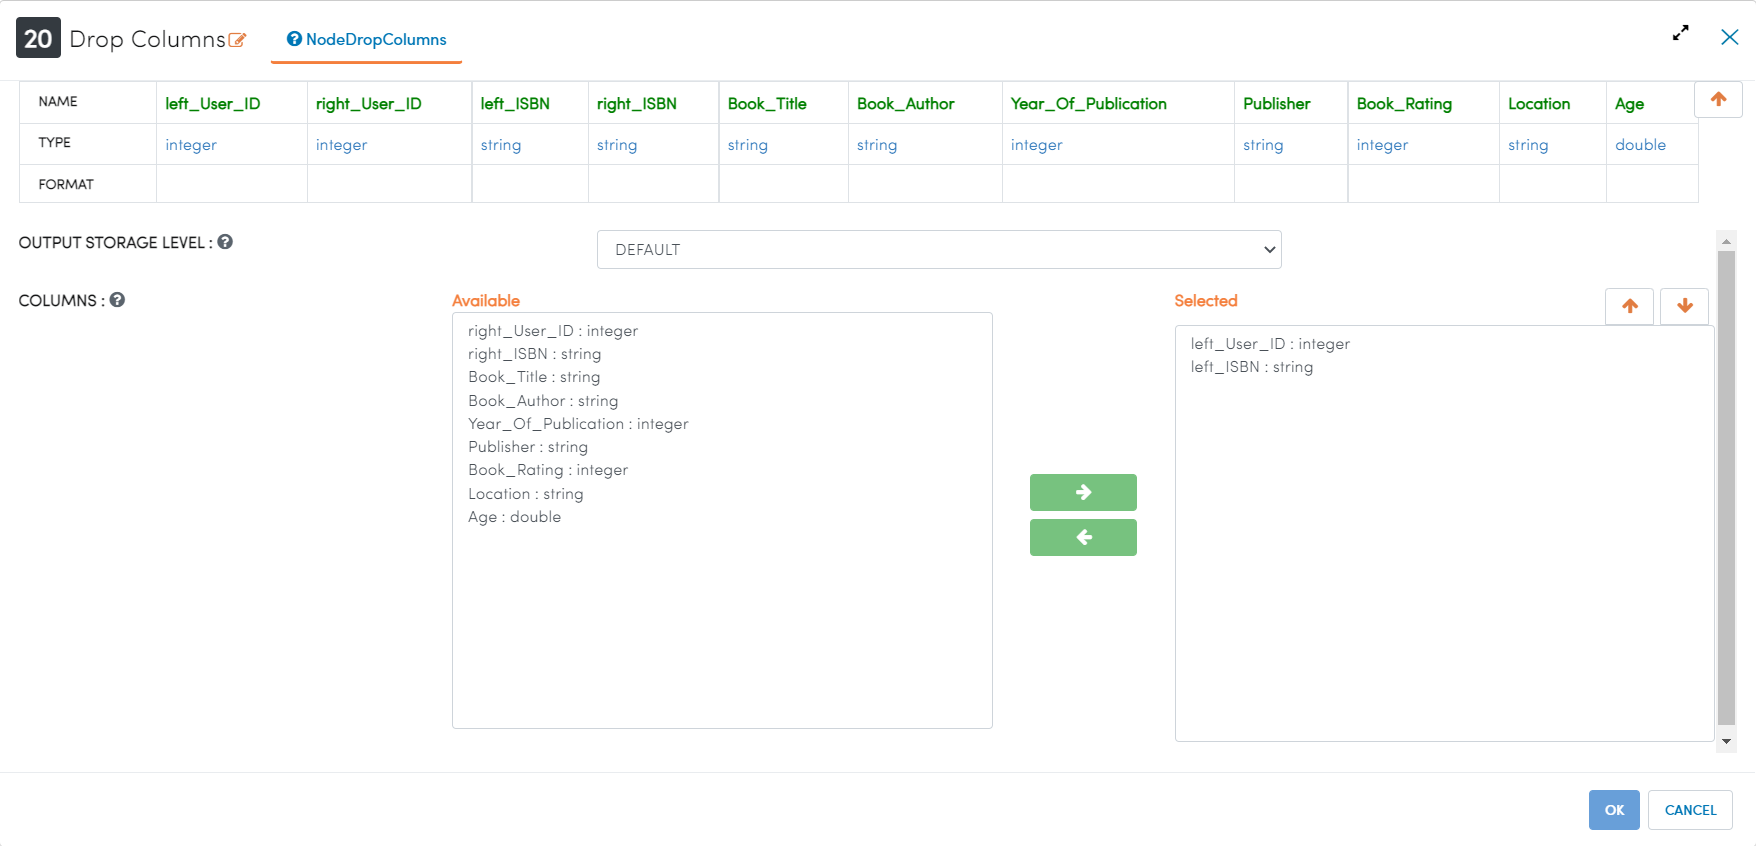 20 Drop Columns NodeDropColumns
NAME left_User_ID right_User_ID left_ISBN right_ISBN Book_Title Book_Author Year_Of_Publication Publisher Book_Rating Location Age
TYPE integer integer string string string string integer string integer string double
FORMAT
OUTPUT STORAGE LEVEL :
DEFAULT
COLUMNS :
Available
right_User_ID : integer
right_ISBN : string
Book_Title : string
Book_Author : string
Year_Of_Publication : integer
Publisher : string
Book_Rating : integer
Location : string
Age : double
Selected
left_User_ID : integer
left_ISBN : string
OK CANCEL